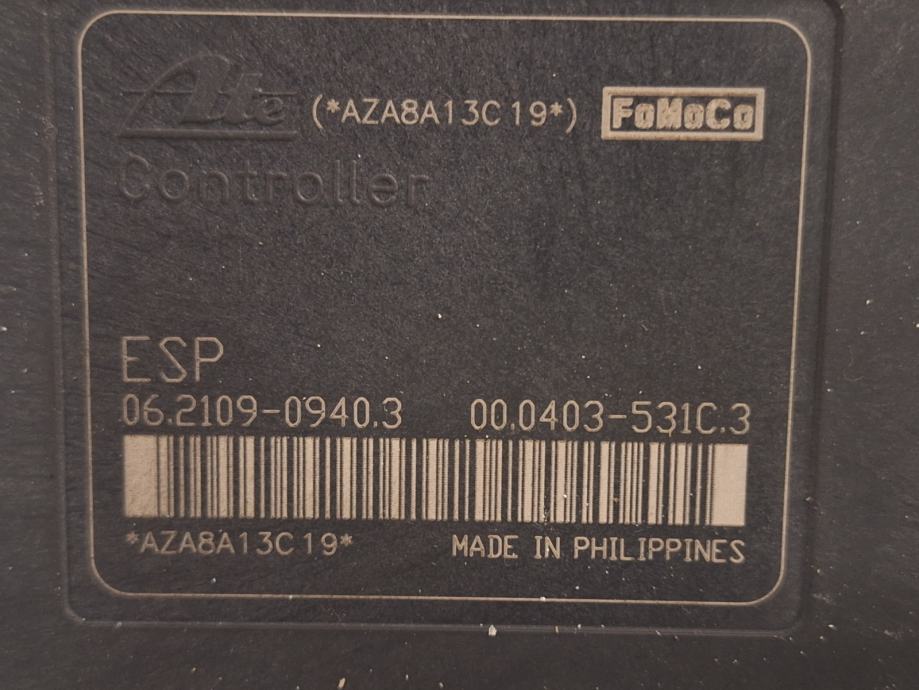 Ate (*AZA8A13C19*) FoMoCo
Controller
ESP
06.2109-0940.3 00.0403-531C.3
*AZA8A13C19* MADE IN PHILIPPINES